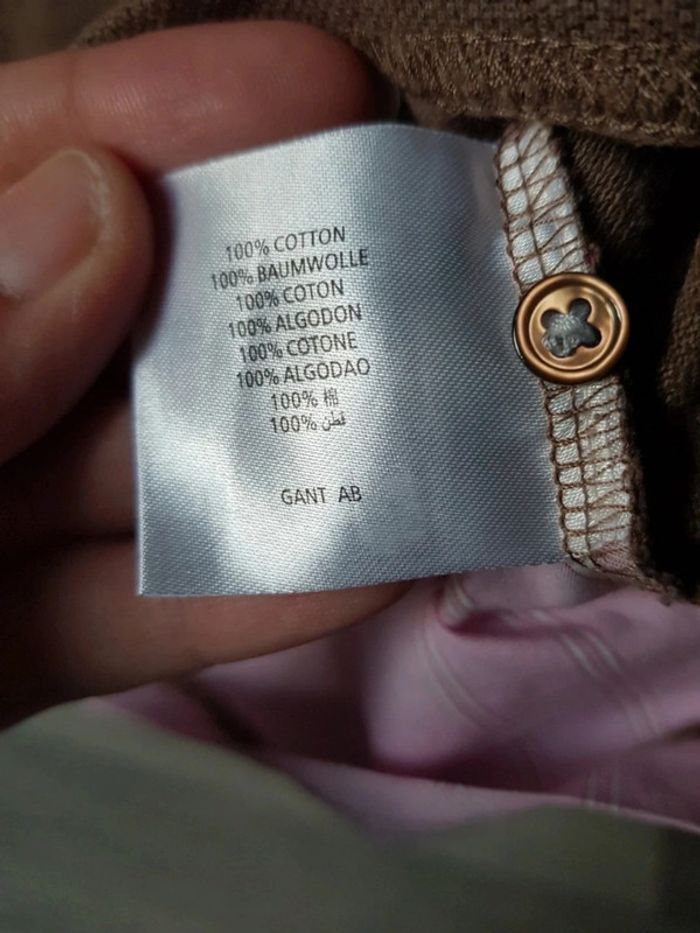 100% COTTON
100% BAUMWOLLE
100% COTON
100% ALGODON
100% COTONE
100% ALGODAO
100% 棉
100% قطن
GANT AB